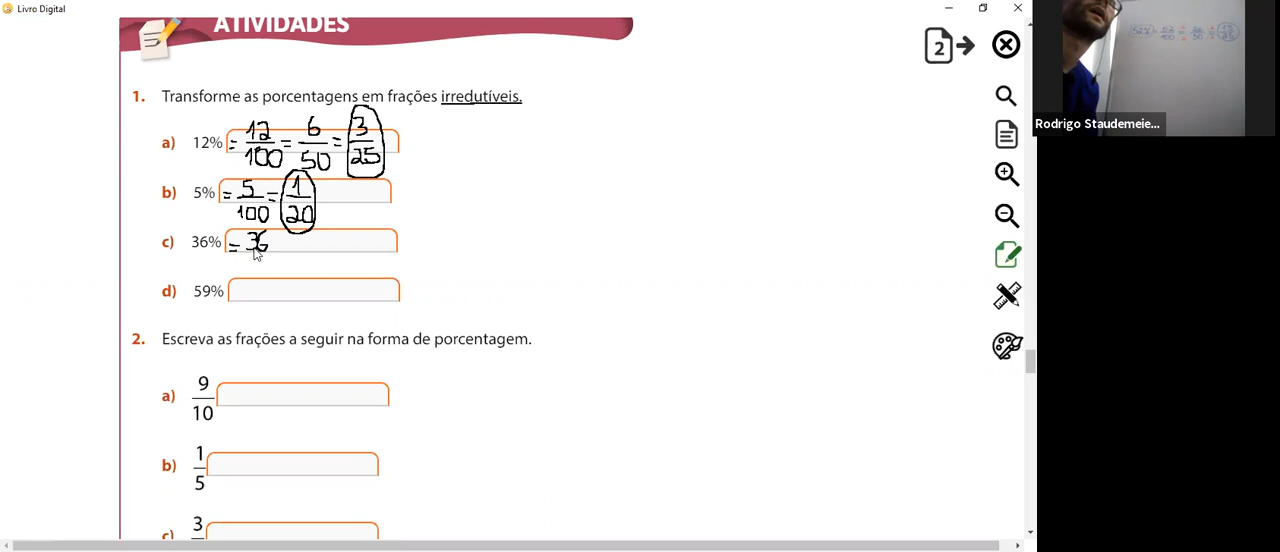 Livro Digital
ATIVIDADES
2
1. Transforme as porcentagens em frações irredutíveis.
a) 12% = 12/100 = 6/50 = 3/25
b) 5% = 5/100 = 1/20
c) 36% = 36
d) 59%
2. Escreva as frações a seguir na forma de porcentagem.
a) 9/10
b) 1/5
c) 3
Rodrigo Staudemeie...